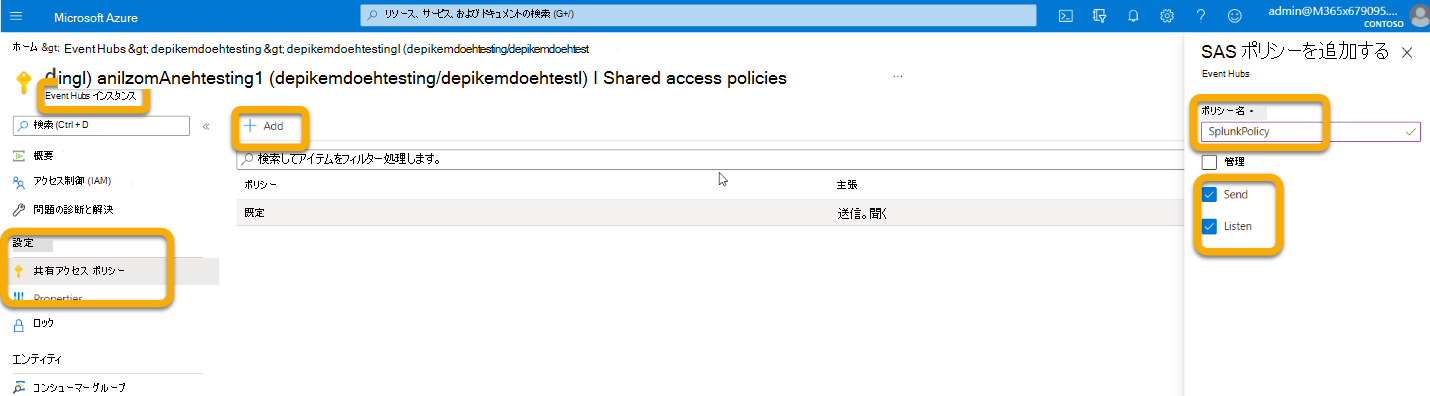 Microsoft Azure
リソース、サービス、およびドキュメントの検索 (G+/)
admin@M365x679095....
CONTOSO
ホーム &gt; Event Hubs &gt; depikemdoehtesting &gt; depikemdoehtestingl (depikemdoehtesting/depikemdoehtest
dingl) anilzomAnehtesting1 (depikemdoehtesting/depikemdoehtestl) I Shared access policies
...
Event Hubs インスタンス
検索 (Ctrl + D
«
概要
アクセス制御 (IAM)
問題の診断と解決
設定
共有アクセス ポリシー
Properties
ロック
エンティティ
コンシューマー グループ
+ Add
検索してアイテムをフィルター処理します。
ポリシー 主張
既定 送信。聞く
SAS ポリシーを追加する
Event Hubs
ポリシー名 •
SplunkPolicy
管理
Send
Listen